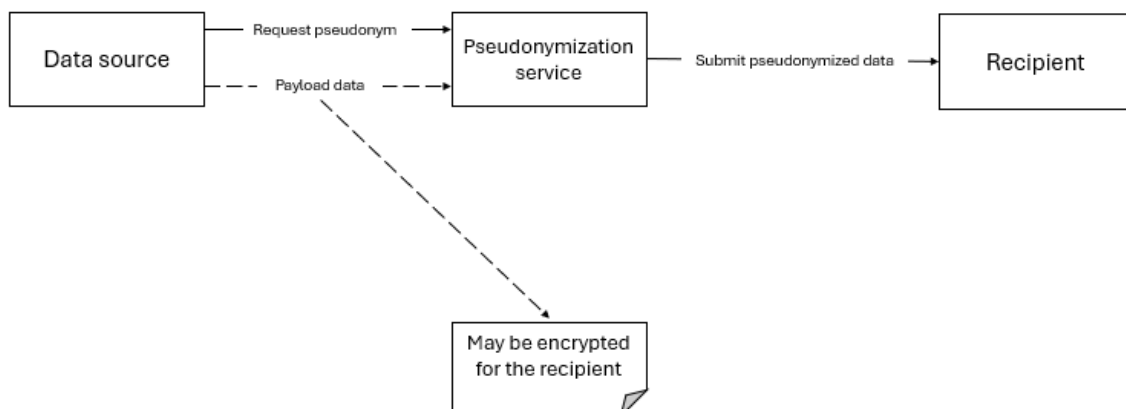 Data source
Request pseudonym
Payload data
Pseudonymization
service
Submit pseudonymized data
Recipient
May be encrypted
for the recipient